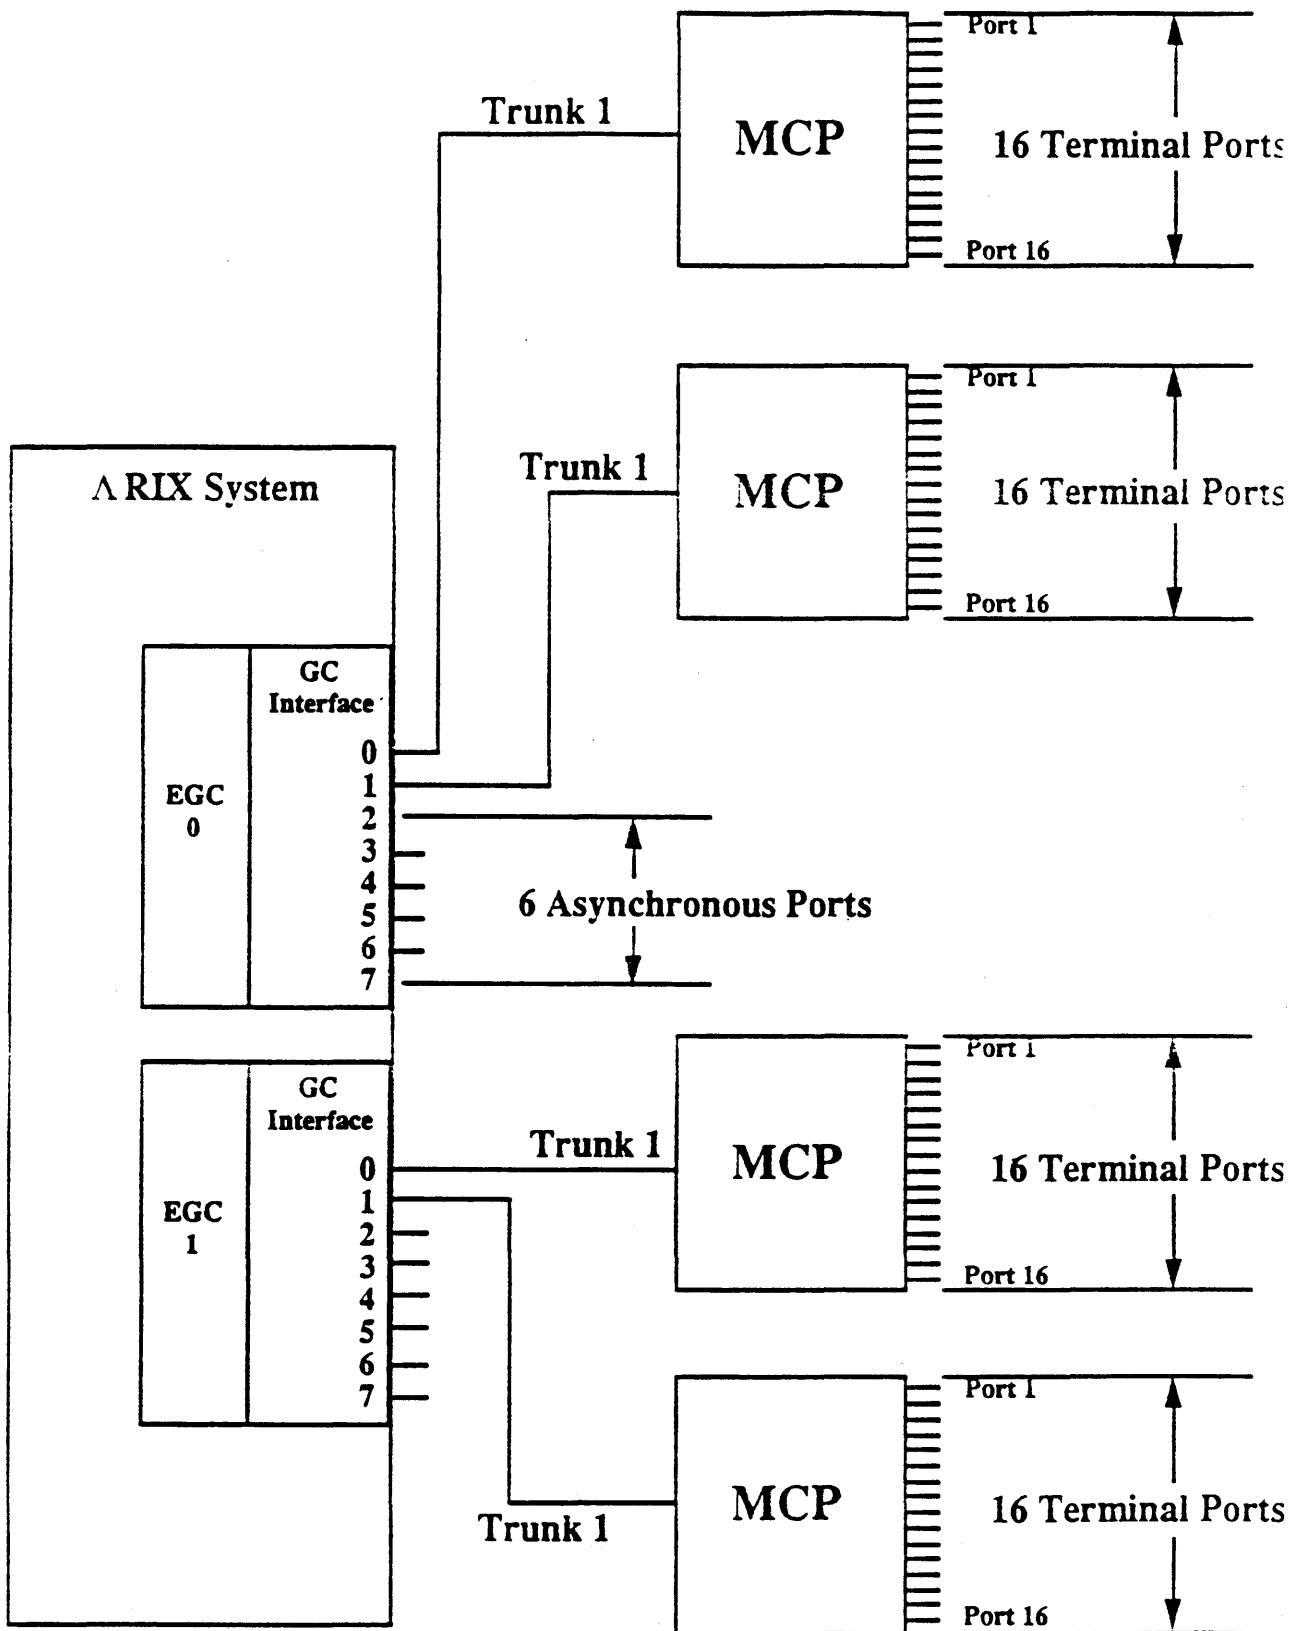 Port 1
Trunk 1
MCP
16 Terminal Ports
Port 16
Port 1
Trunk 1
MCP
16 Terminal Ports
Port 16
Λ RIX System
GC
Interface
0
1
2
3
4
5
6
7
EGC
0
6 Asynchronous Ports
Port 1
GC
Interface
Trunk 1
MCP
16 Terminal Ports
0
1
2
3
4
5
6
7
EGC
1
Port 16
Port 1
MCP
16 Terminal Ports
Trunk 1
Port 16